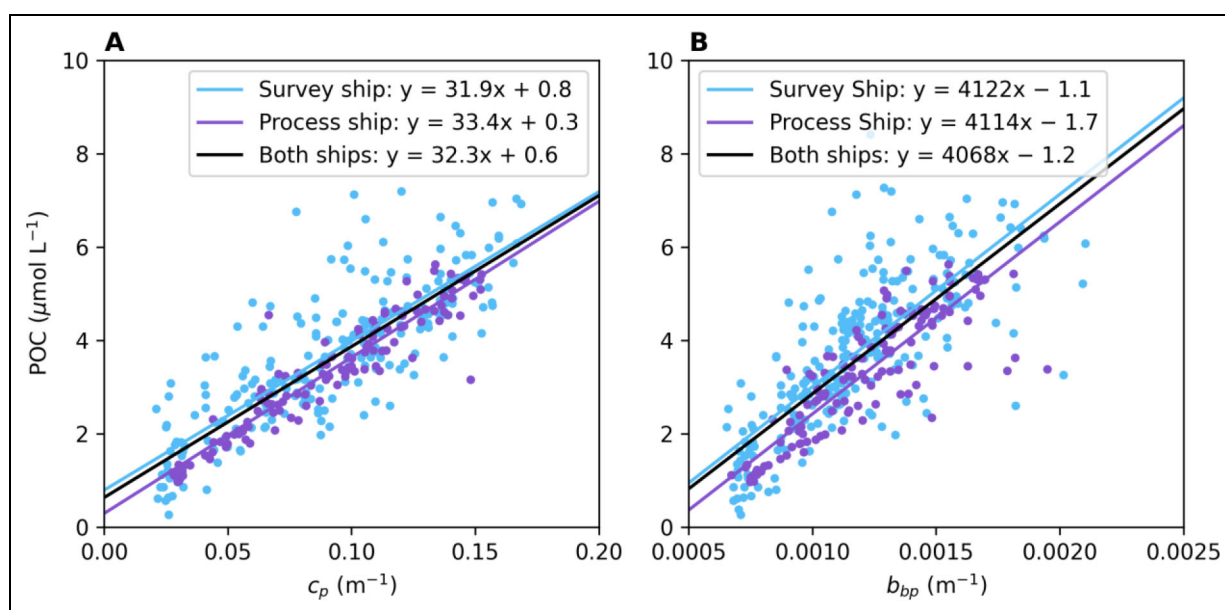 A
B
10
8
6
4
2
0
POC (μmol L⁻¹)
Survey ship: y = 31.9x + 0.8
Process ship: y = 33.4x + 0.3
Both ships: y = 32.3x + 0.6
0.00 0.05 0.10 0.15 0.20
c_p (m⁻¹)
10
8
6
4
2
0
Survey Ship: y = 4122x − 1.1
Process Ship: y = 4114x − 1.7
Both ships: y = 4068x − 1.2
0.0005 0.0010 0.0015 0.0020 0.0025
b_bp (m⁻¹)